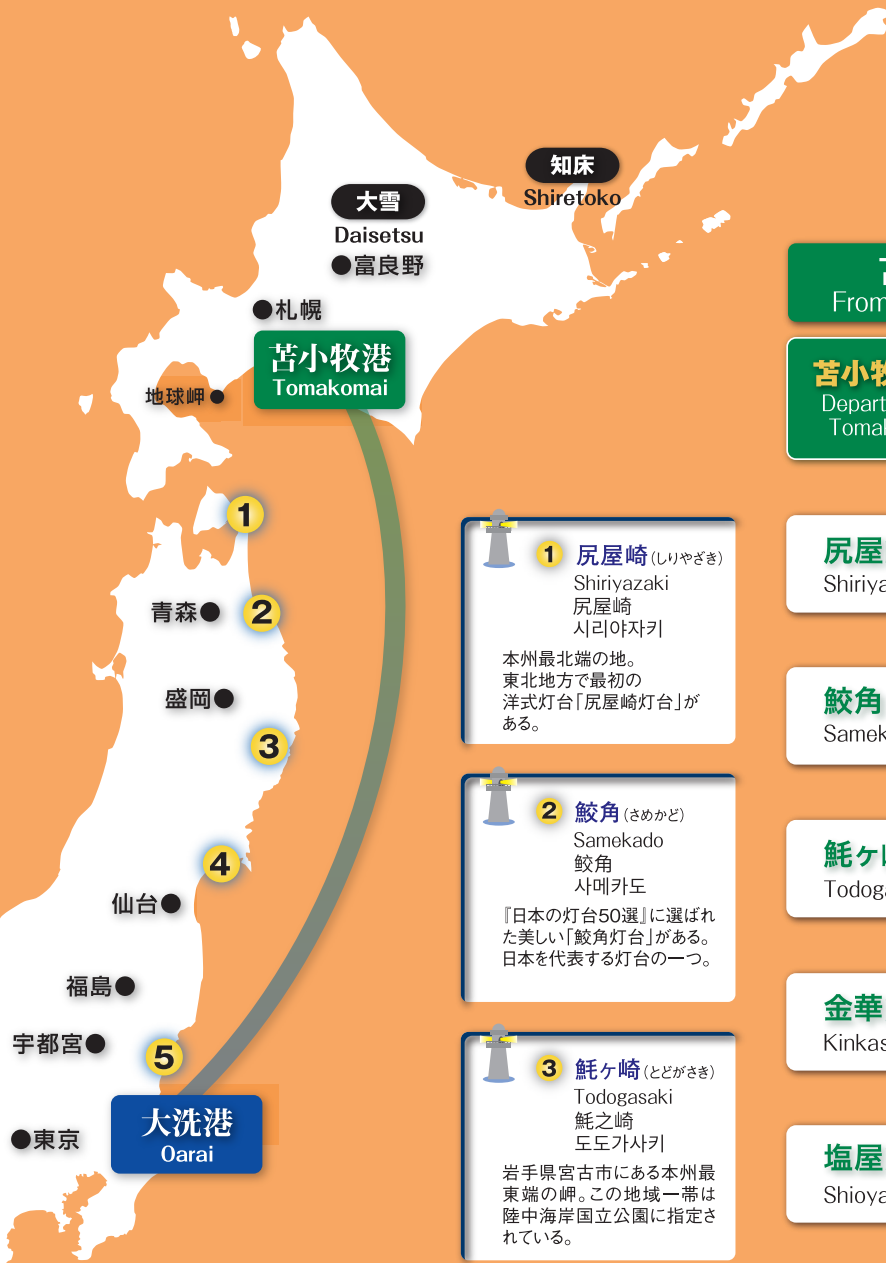 知床
Shiretoko
大雪
Daisetsu
●富良野
●札幌
苫小牧港
Tomakomai
地球岬●
1
青森●
2
盛岡●
3
4
仙台●
福島●
宇都宮●
5
大洗港
Oarai
●東京
1 尻屋崎(しりやざき)
Shiriyazaki
尻屋崎
시리야자키
本州最北端の地。
東北地方で最初の
洋式灯台「尻屋崎灯台」が
ある。
2 鮫角(さめかど)
Samekado
鮫角
사메카도
『日本の灯台50選』に選ばれ
た美しい「鮫角灯台」がある。
日本を代表する灯台の一つ。
3 魹ヶ崎(とどがさき)
Todogasaki
魹之崎
도도가사키
岩手県宮古市にある本州最
東端の岬。この地域一帯は
陸中海岸国立公園に指定さ
れている。
From
苫小牧
Depart
Toma
尻屋
Shiriya
鮫角
Samek
魹ヶ
Todoga
金華
Kinkas
塩屋
Shioya